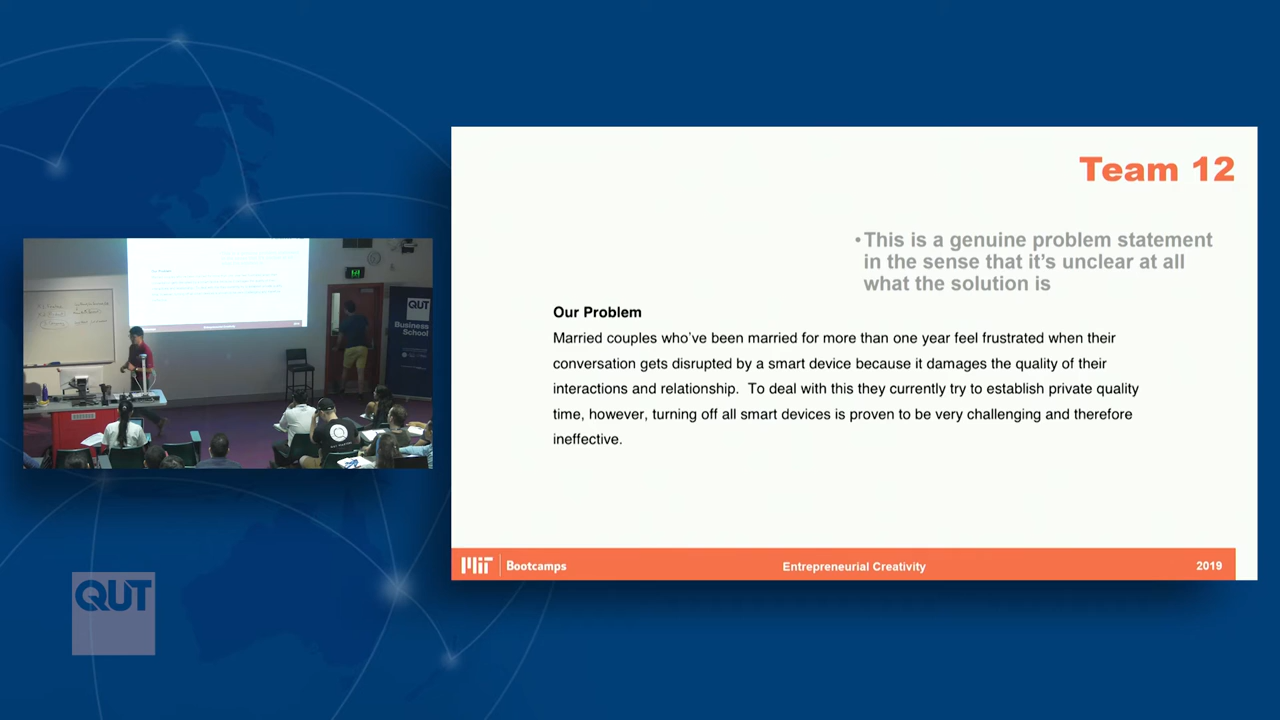 Team 12
•This is a genuine problem statement
in the sense that it's unclear at all
what the solution is
Our Problem
Married couples who've been married for more than one year feel frustrated when their
conversation gets disrupted by a smart device because it damages the quality of their
interactions and relationship.  To deal with this they currently try to establish private quality
time, however, turning off all smart devices is proven to be very challenging and therefore
ineffective.
MIT Bootcamps
Entrepreneurial Creativity
2019
QUT
Business
School
QUT